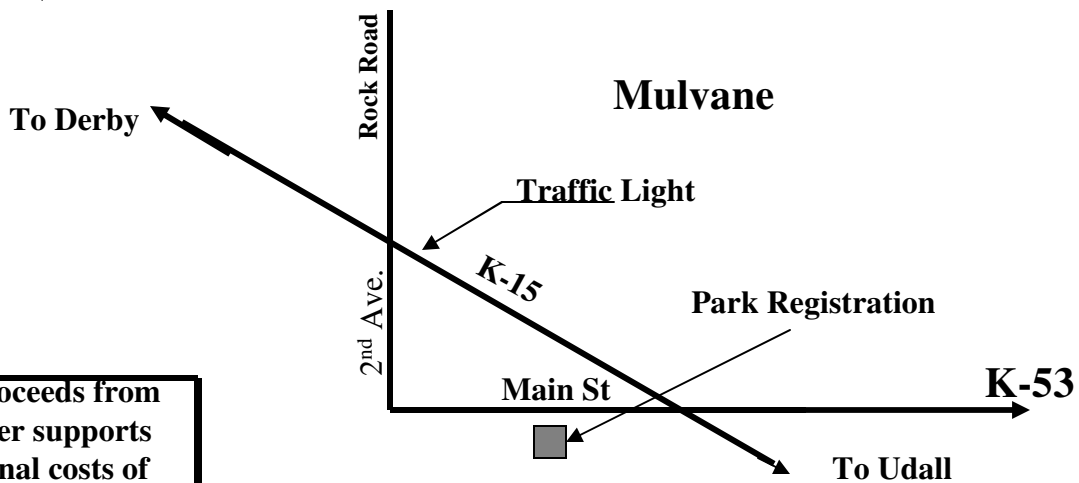 Rock Road
Mulvane
To Derby
Traffic Light
K-15
2nd Ave.
Park Registration
Main St
K-53
To Udall
oceeds from
er supports
nal costs of